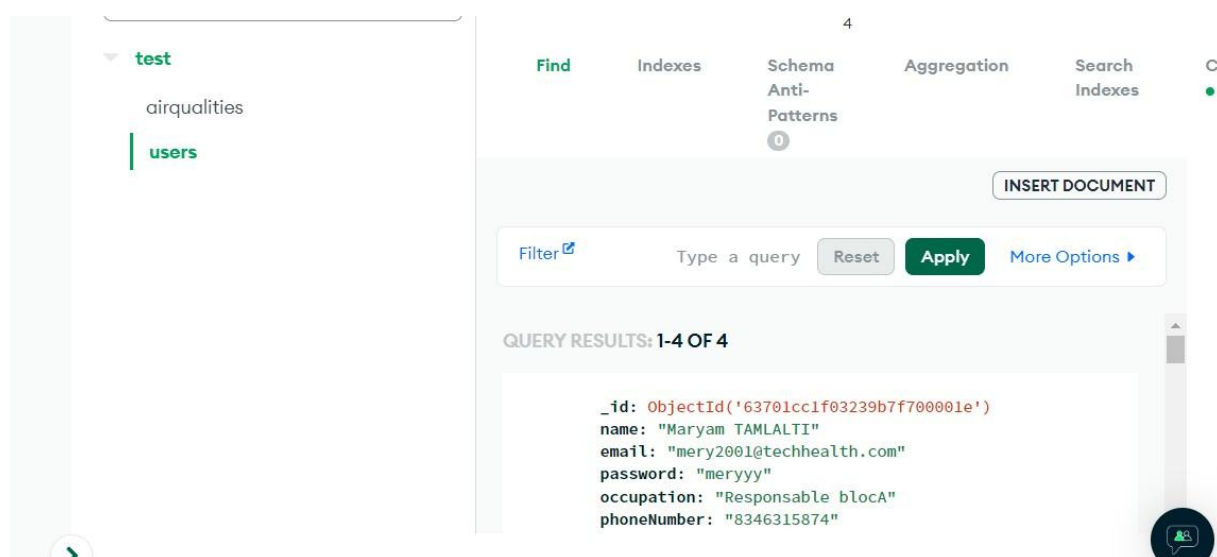 4
test
Find Indexes Schema Anti-Patterns 0 Aggregation Search Indexes
airqualities
users
INSERT DOCUMENT
Filter Type a query Reset Apply More Options
QUERY RESULTS: 1-4 OF 4
_id: ObjectId('63701cc1f03239b7f700001e')
name: "Maryam TAMLALTI"
email: "mery2001@techhealth.com"
password: "meryyy"
occupation: "Responsable blocA"
phoneNumber: "8346315874"